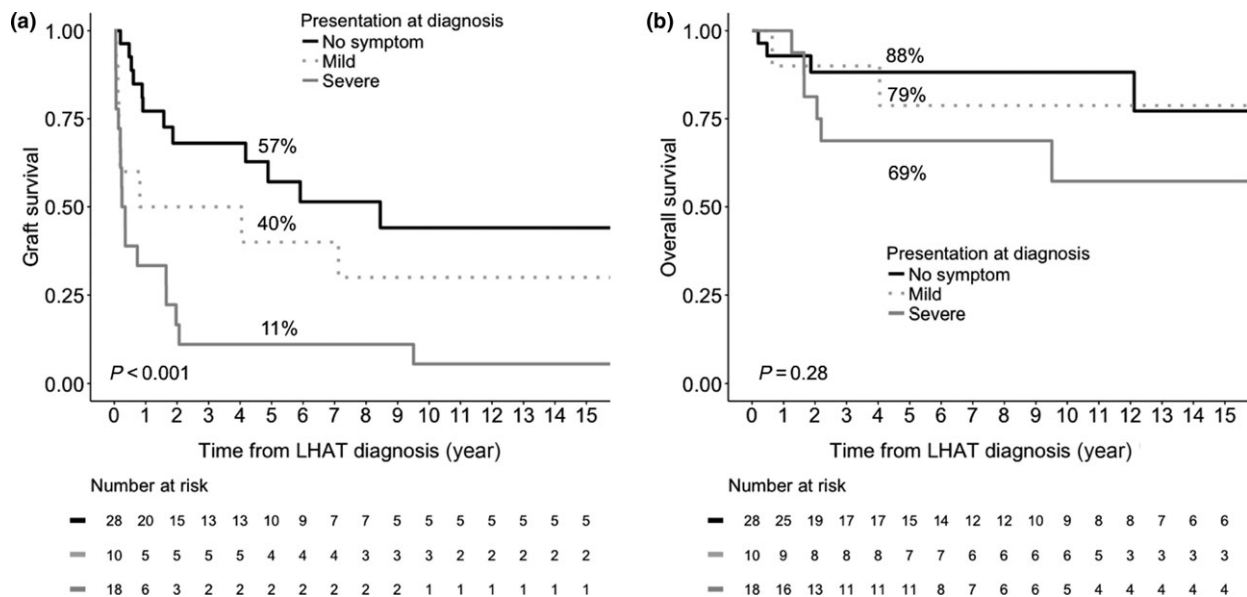 (a)
Presentation at diagnosis
No symptom
Mild
Severe
1.00
0.75
0.50
0.25
0.00
Graft survival
57%
40%
11%
P < 0.001
0 1 2 3 4 5 6 7 8 9 10 11 12 13 14 15
Time from LHAT diagnosis (year)
Number at risk
28 20 15 13 13 10 9 7 7 5 5 5 5 5 5 5
10 5 5 5 5 4 4 4 3 3 3 2 2 2 2 2
18 6 3 2 2 2 2 2 2 2 1 1 1 1 1 1
(b)
1.00
0.75
0.50
0.25
0.00
Overall survival
88%
79%
69%
Presentation at diagnosis
No symptom
Mild
Severe
P = 0.28
0 1 2 3 4 5 6 7 8 9 10 11 12 13 14 15
Time from LHAT diagnosis (year)
Number at risk
28 25 19 17 17 15 14 12 12 10 9 8 8 7 6 6
10 9 8 8 8 7 7 6 6 6 6 5 3 3 3 3
18 16 13 11 11 11 8 7 6 6 5 4 4 4 4 4